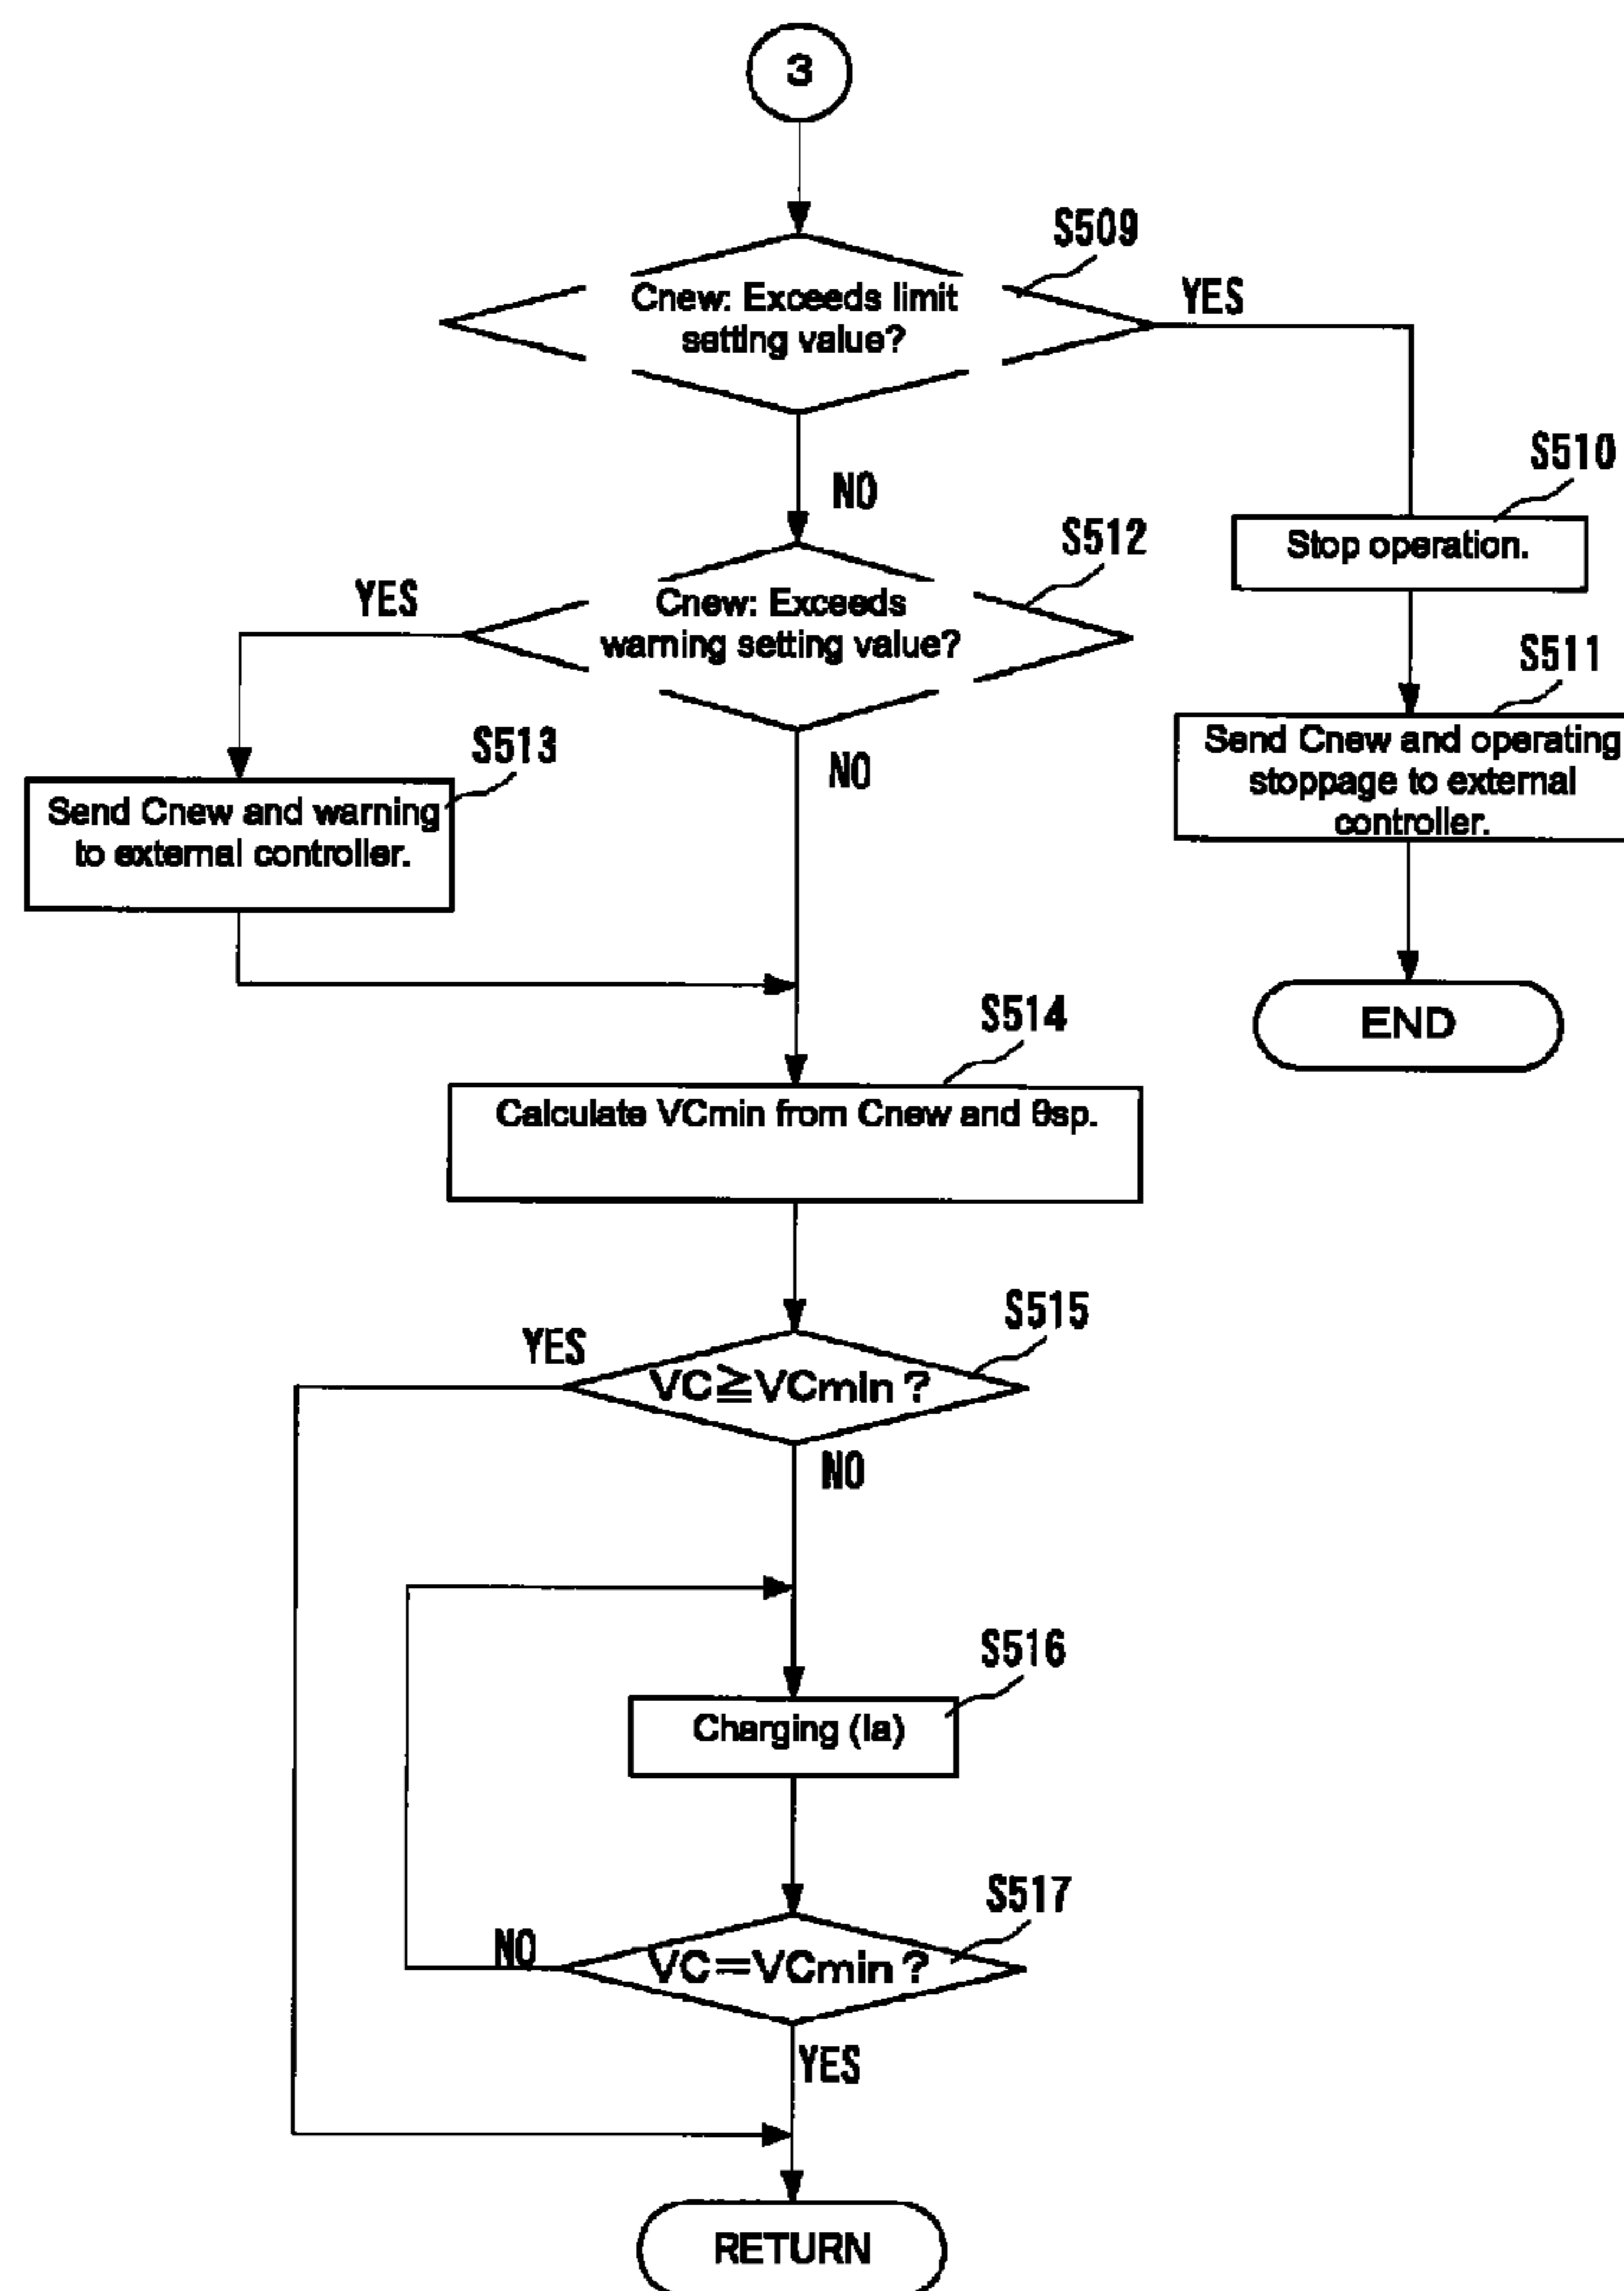 3
S509
Cnew: Exceeds limit
setting value?
YES
NO
S510
Stop operation.
S512
YES
Cnew: Exceeds
warning setting value?
S511
Send Cnew and operating
stoppage to external
controller.
S513
NO
Send Cnew and warning
to external controller.
END
S514
Calculate VCmin from Cnew and θsp.
S515
YES
VC≧VCmin?
NO
S516
Charging (Ia)
S517
NO
VC=VCmin?
YES
RETURN